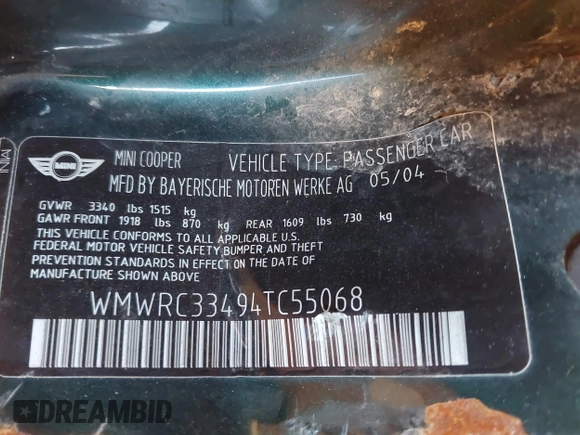 MINI
MINI COOPER
VEHICLE TYPE: PASSENGER CAR
MFD BY BAYERISCHE MOTOREN WERKE AG 05/04
GVWR 3340 lbs 1515 kg
GAWR FRONT 1918 lbs 870 kg REAR 1609 lbs 730 kg
THIS VEHICLE CONFORMS TO ALL APPLICABLE U.S.
FEDERAL MOTOR VEHICLE SAFETY BUMPER AND THEFT
PREVENTION STANDARDS IN EFFECT ON THE DATE OF
MANUFACTURE SHOWN ABOVE
WMWRC33494TC55068
DREAMBID